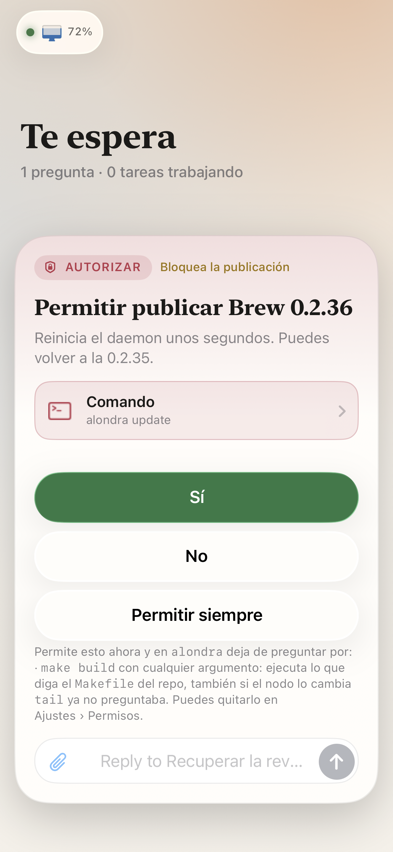 72%
Te espera
1 pregunta · 0 tareas trabajando
AUTORIZAR Bloquea la publicación
Permitir publicar Brew 0.2.36
Reinicia el daemon unos segundos. Puedes
volver a la 0.2.35.
Comando
alondra update
Sí
No
Permitir siempre
Permite esto ahora y en alondra deja de preguntar por:
· make build con cualquier argumento: ejecuta lo que
diga el Makefile del repo, también si el nodo lo cambia
tail ya no preguntaba. Puedes quitarlo en
Ajustes › Permisos.
Reply to Recuperar la rev...